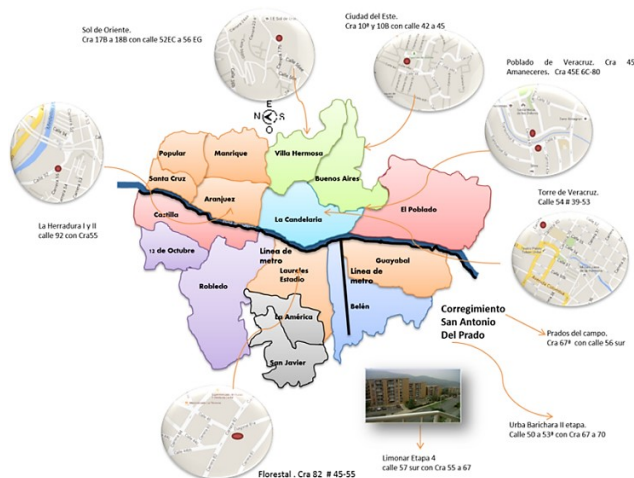 Sol de Oriente.
Cra 17B a 18B con calle 52EC a 56 EG
Ciudad del Este.
Cra 10ª y 10B con calle 42 a 45
Poblado de Veracruz. Cra 45
Amaneceres. Cra 45E 6C-80
E
N S
O
Popular
Manrique
Villa Hermosa
Santa Cruz
Buenos Aires
Aranjuez
Castilla
La Candelaria
El Poblado
La Herradura I y II
calle 92 con Cra55
Torre de Veracruz.
Calle 54 # 39-53
12 de Octubre
Línea de
metro
Laureles
Estadio
Robledo
Guayabal
Línea de
metro
Belén
La América
San Javier
Corregimiento
San Antonio
Del Prado
Prados del campo.
Cra 67ª con calle 56 sur
Urba Barichara II etapa.
Calle 50 a 53ª con Cra 67 a 70
Limonar Etapa 4
calle 57 sur con Cra 55 a 67
Florestal . Cra 82 # 45-55